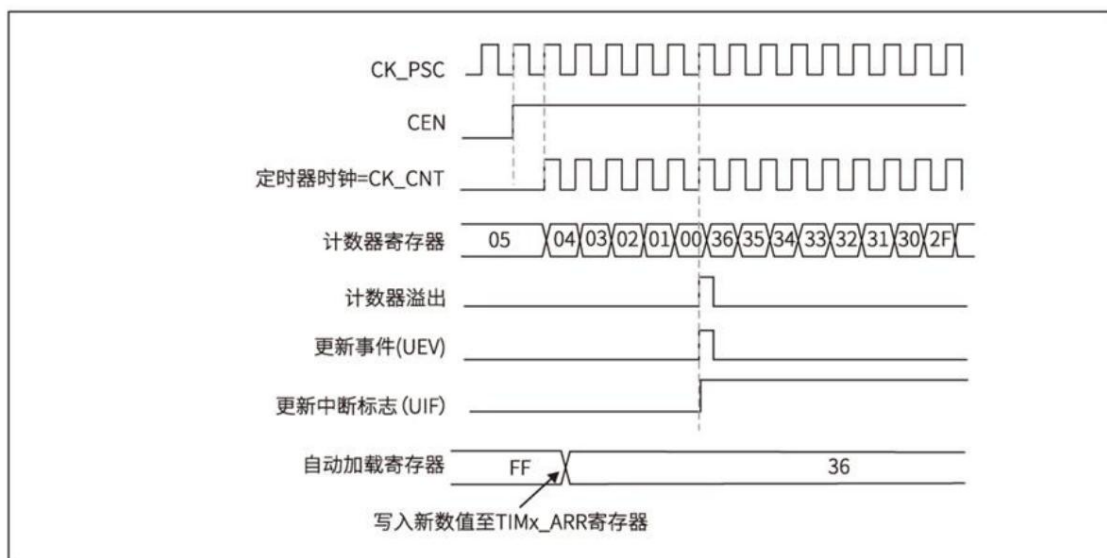 CK_PSC
CEN
定时器时钟=CK_CNT
计数器寄存器 05 04 03 02 01 00 36 35 34 33 32 31 30 2F
计数器溢出
更新事件(UEV)
更新中断标志(UIF)
自动加载寄存器 FF 36
写入新数值至TIMx_ARR寄存器